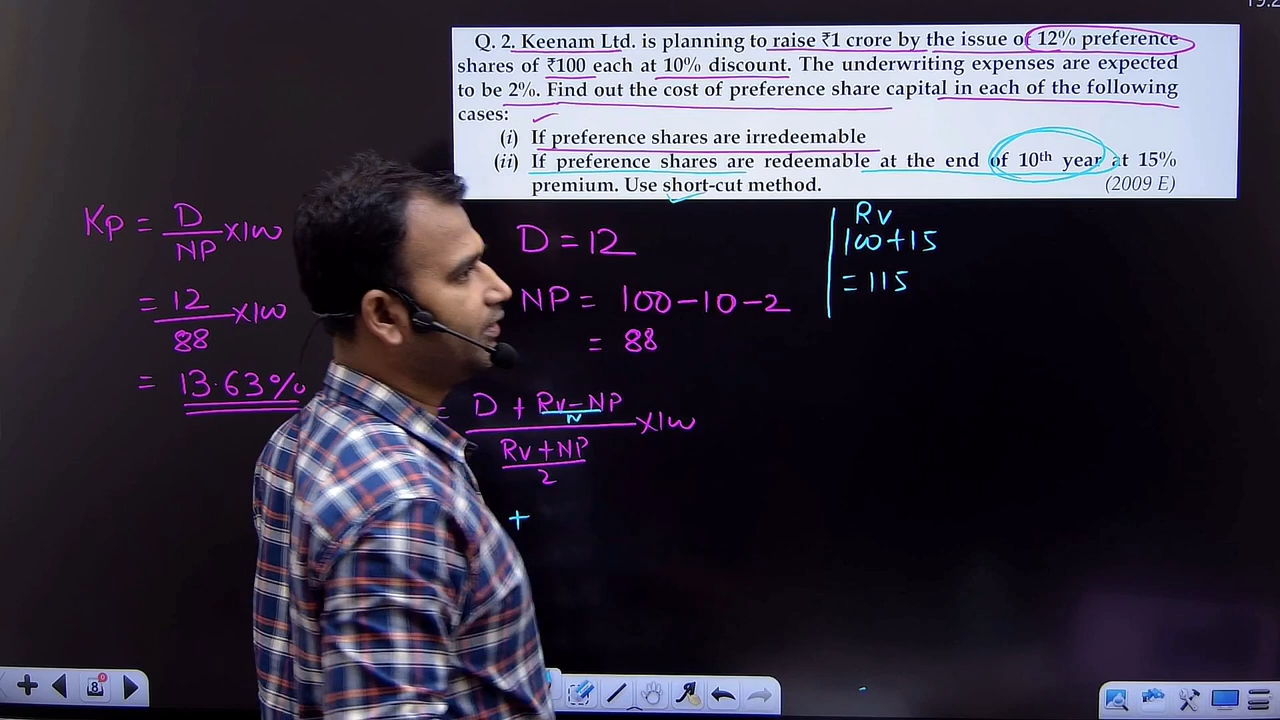 Q. 2. Keenam Ltd. is planning to raise ₹1 crore by the issue of 12% preference
shares of ₹100 each at 10% discount. The underwriting expenses are expected
to be 2%. Find out the cost of preference share capital in each of the following
cases:
(i) If preference shares are irredeemable
(ii) If preference shares are redeemable at the end of 10th year at 15%
premium. Use short-cut method.
(2009 E)
Kp = D/NP × 100
= 12/88 × 100
= 13.63%
D = 12
NP = 100 - 10 - 2
= 88
= D + Rv - NP/N
Rv + NP/2 × 100
+
Rv
100 + 15
= 115
8